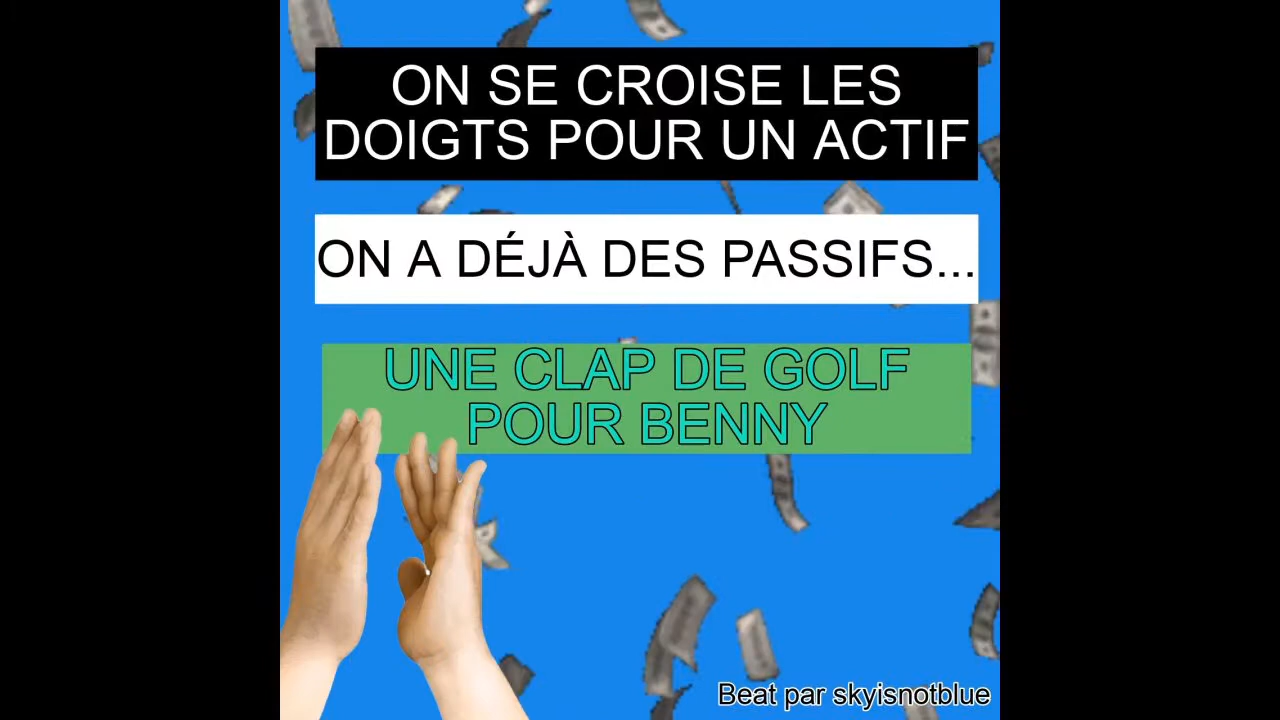 ON SE CROISE LES
DOIGTS POUR UN ACTIF
ON A DÉJÀ DES PASSIFS...
UNE CLAP DE GOLF
POUR BENNY
Beat par skyisnotblue